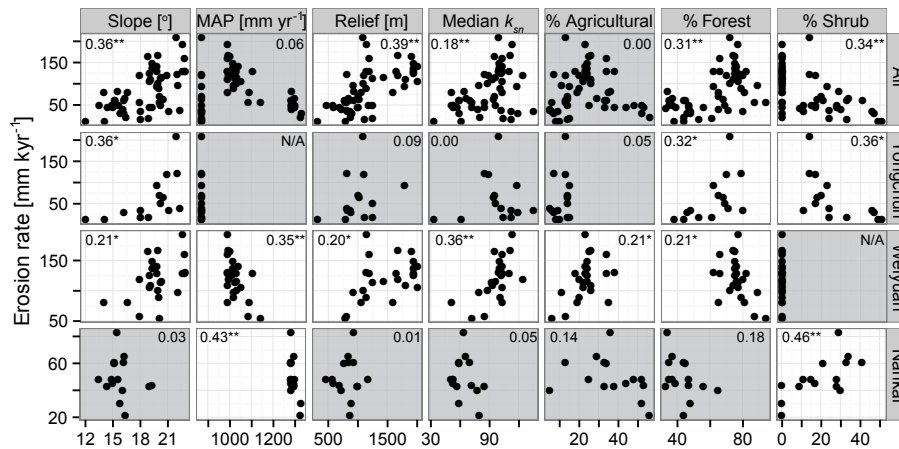 Slope [°] MAP [mm yr⁻¹] Relief [m] Median ksn % Agricultural % Forest % Shrub
0.36** 0.06 0.39** 0.18** 0.00 0.31** 0.34** All
150
50
0.36* N/A 0.09 0.00 0.05 0.32* 0.36* Yongchun
150
50
0.21* 0.35** 0.20* 0.36** 0.21* 0.21* N/A Weiyuan
150
50
0.03 0.43** 0.01 0.05 0.14 0.18 0.46** Nankai
60
20
Erosion rate [mm kyr⁻¹]
12 15 18 21 1000 1200 500 1500 30 90 20 40 40 80 0 20 40